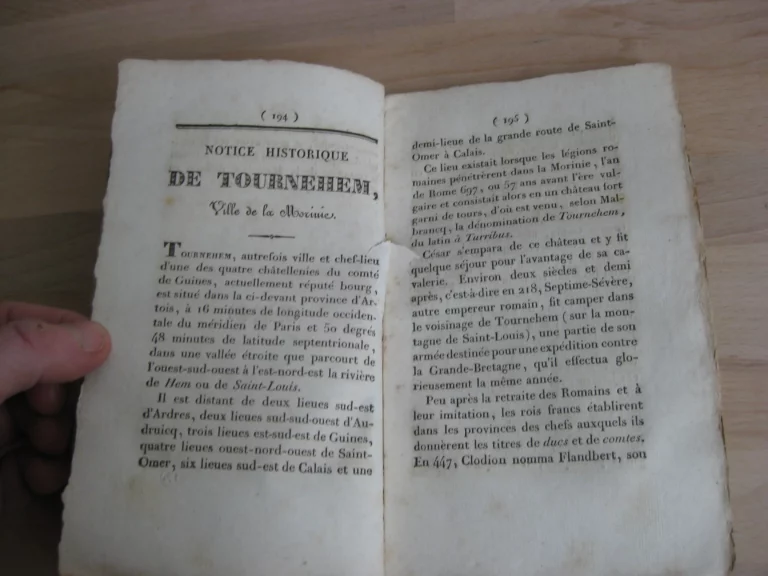 ( 194 )
NOTICE HISTORIQUE
DE TOURNEHEM,
Ville de la Morinie.
TOURNEHEM, autrefois ville et chef-lieu
d'une des quatre châtellenies du comté
de Guines, actuellement réputé bourg,
est situé dans la ci-devant province d'Ar-
tois, à 16 minutes de longitude occiden-
tale du méridien de Paris et 50 degrés
48 minutes de latitude septentrionale,
dans une vallée étroite que parcourt de
l'ouest-sud-ouest à l'est-nord-est la rivière
de Hem ou de Saint-Louis.
Il est distant de deux lieues sud-est
d'Ardres, deux lieues sud-sud-ouest d'Au-
druicq, trois lieues est-sud-est de Guines,
quatre lieues ouest-nord-ouest de Saint-
Omer, six lieues sud-est de Calais et une
( 195 )
demi-lieue de la grande route de Saint-
Omer à Calais.
Ce lieu existait lorsque les légions ro-
maines pénétrèrent dans la Morinie, l'an
de Rome 697, ou 57 ans avant l'ère vul-
gaire et consistait alors en un château fort
garni de tours, d'où est venu, selon Mal-
brancq, la dénomination de Tournehem,
du latin à Turribus.
César s'empara de ce château et y fit
quelque séjour pour l'avantage de sa ca-
valerie. Environ deux siècles et demi
après, c'est-à-dire en 218, Septime-Sévère,
autre empereur romain, fit camper dans
le voisinage de Tournehem (sur la mon-
tagne de Saint-Louis), une partie de son
armée destinée pour une expédition contre
la Grande-Bretagne, qu'il effectua glo-
rieusement la même année.
Peu après la retraite des Romains et à
leur imitation, les rois francs établirent
dans les provinces des chefs auxquels ils
donnèrent les titres de ducs et de comtes.
En 447, Clodion nomma Flandbert, son